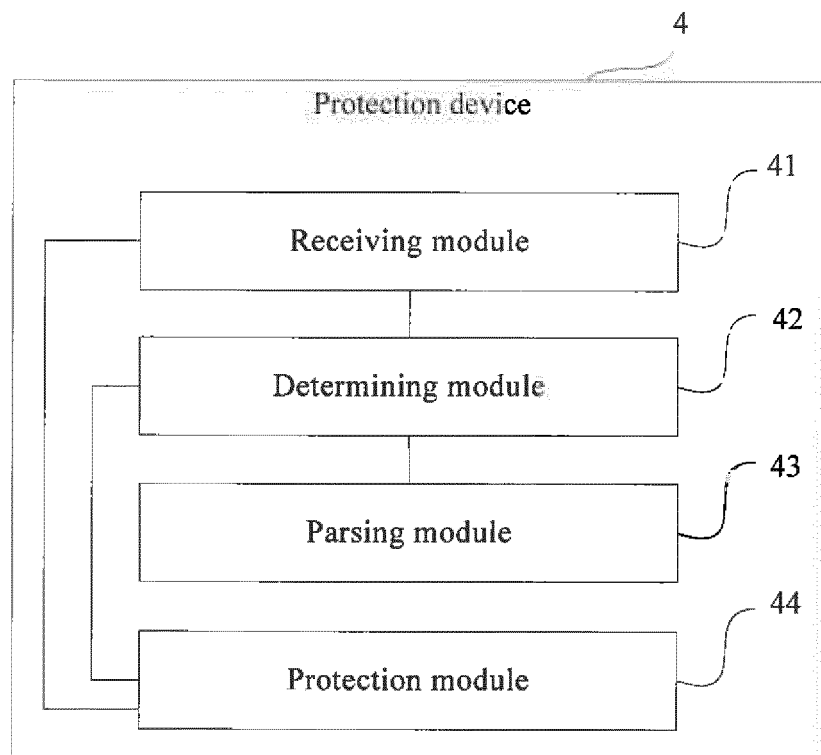 4
Protection device
41
Receiving module
42
Determining module
43
Parsing module
44
Protection module